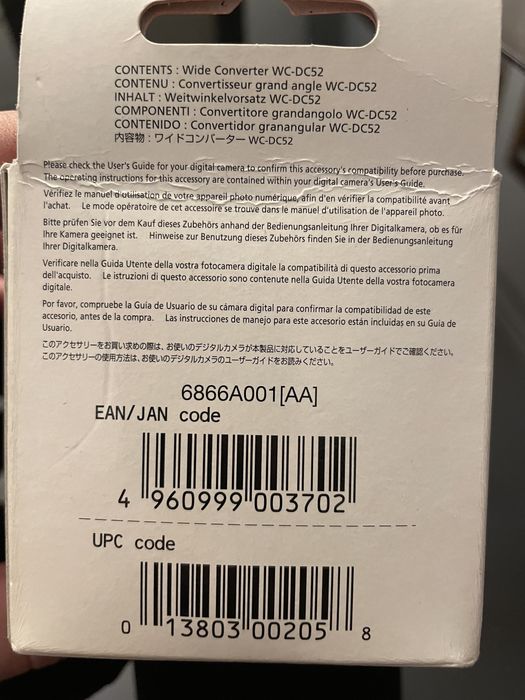 CONTENTS : Wide Converter WC-DC52
CONTENU : Convertisseur grand angle WC-DC52
INHALT : Weitwinkelvorsatz WC-DC52
COMPONENTI : Convertitore grandangolo WC-DC52
CONTENIDO : Convertidor granangular WC-DC52
内容物 : ワイドコンバーター WC-DC52
Please check the User's Guide for your digital camera to confirm this accessory's compatibility before purchase.
The operating instructions for this accessory are contained within your digital camera's User's Guide.
Vérifiez le manuel d'utilisation de votre appareil photo numérique, afin d'en vérifier la compatibilité avant
l'achat. Le mode opératoire de cet accessoire se trouve dans le manuel d'utilisation de l'appareil photo.
Bitte prüfen Sie vor dem Kauf dieses Zubehörs anhand der Bedienungsanleitung Ihrer Digitalkamera, ob es für
Ihre Kamera geeignet ist. Hinweise zur Benutzung dieses Zubehörs finden Sie in der Bedienungsanleitung
Ihrer Digitalkamera.
Verificare nella Guida Utente della vostra fotocamera digitale la compatibilità di questo accessorio prima
dell'acquisto. Le istruzioni di questo accessorio sono contenute nella Guida Utente della vostra fotocamera
digitale.
Por favor, compruebe la Guía de Usuario de su cámara digital para confirmar la compatibilidad de este
accesorio, antes de la compra. Las instrucciones de manejo para este accesorio están incluidas en su Guía de
Usuario.
このアクセサリーをお買い求めの際は、お使いのデジタルカメラが本製品に対応していることをユーザーガイドでご確認ください。
このアクセサリーの使用方法は、お使いのデジタルカメラのユーザーガイドをお読みください。
6866A001[AA]
EAN/JAN code
4 960999 003702
UPC code
0 13803 00205 8